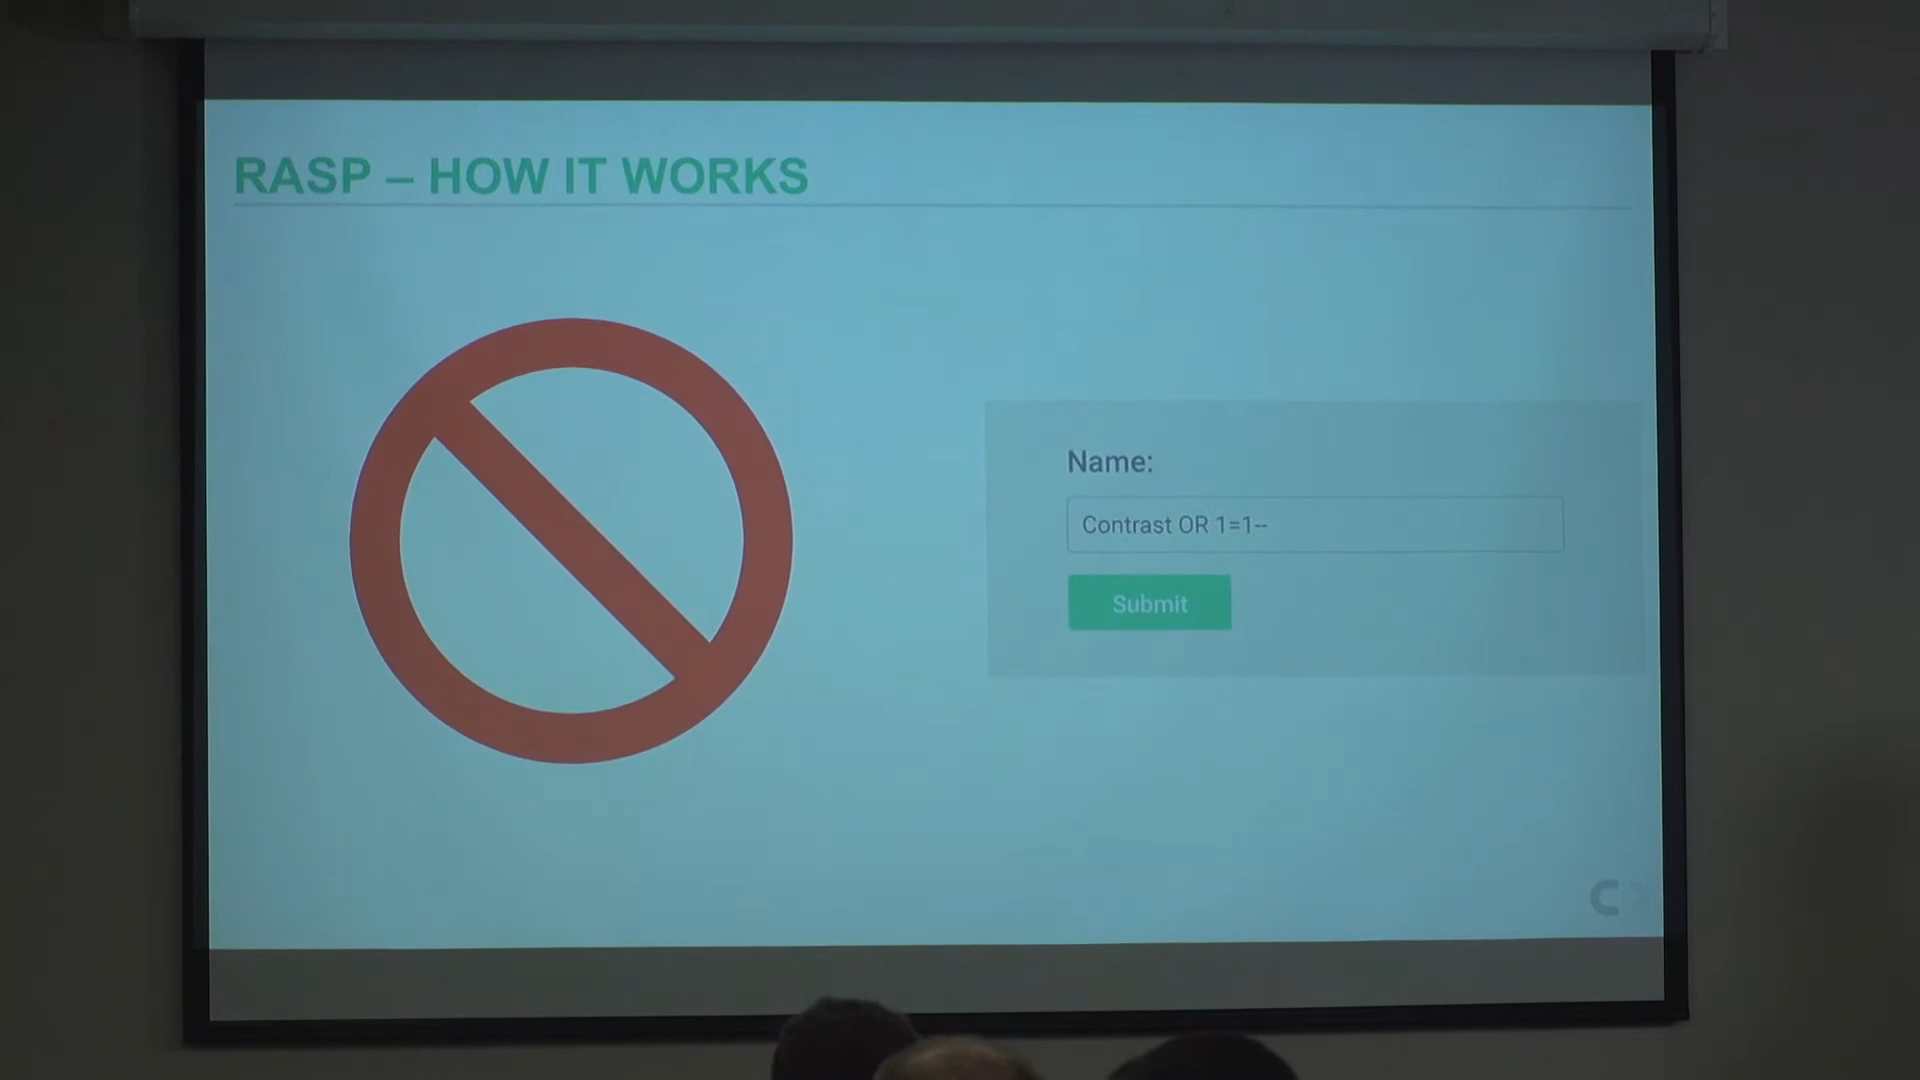 RASP – HOW IT WORKS
Name:
Contrast OR 1=1--
Submit